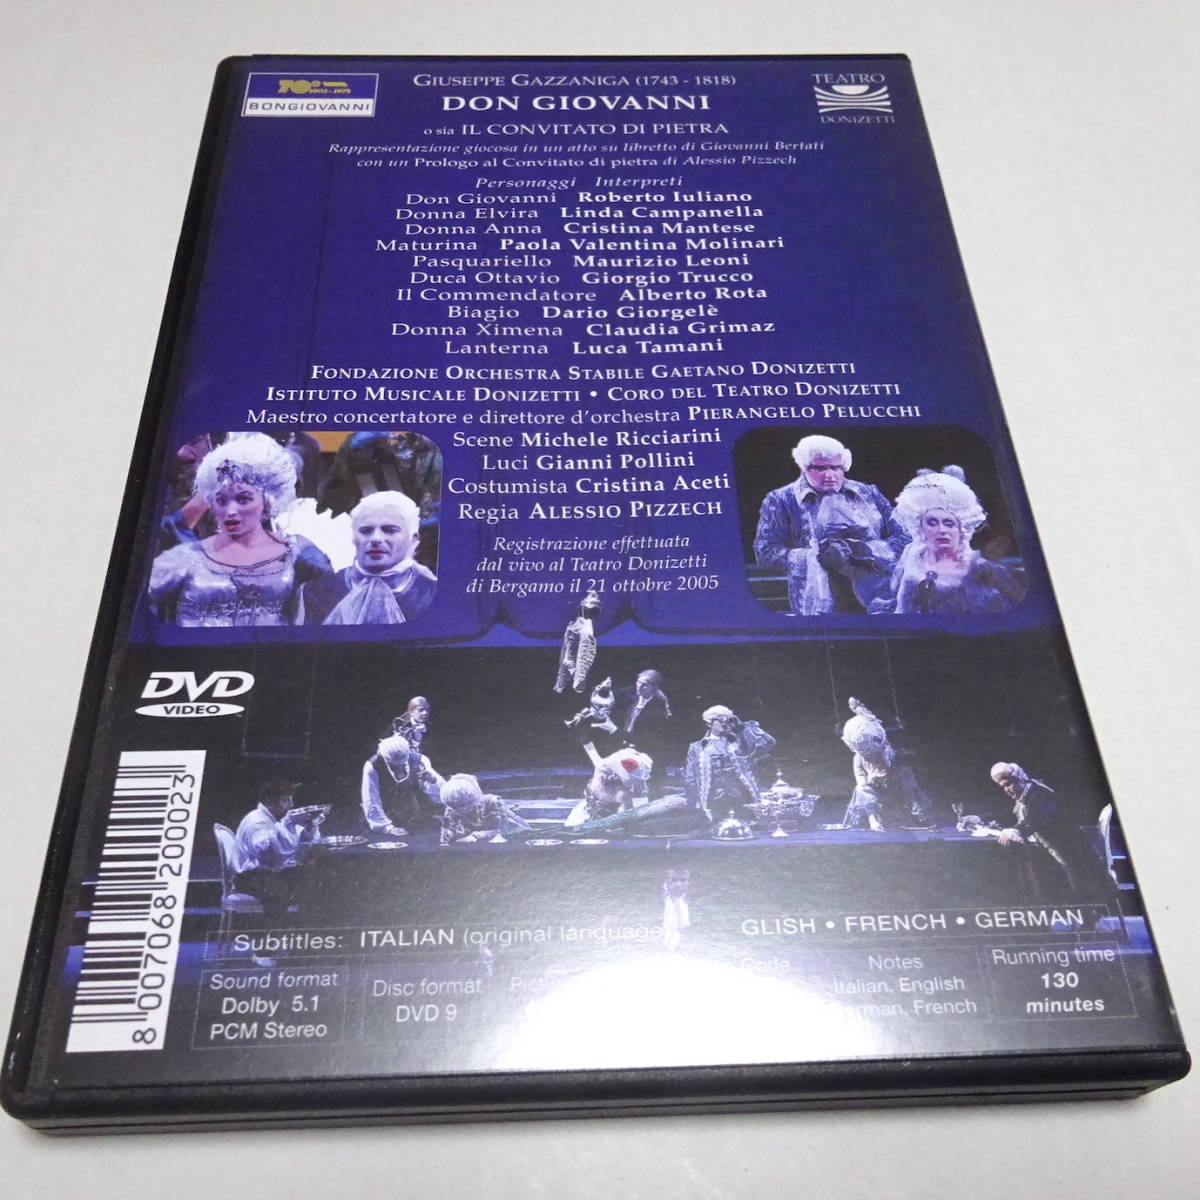 1905-1975
BONGIOVANNI
GIUSEPPE GAZZANIGA (1743 - 1818)
DON GIOVANNI
o sia IL CONVITATO DI PIETRA
TEATRO
DONIZETTI
Rappresentazione giocosa in un atto su libretto di Giovanni Bertati
con un Prologo al Convitato di pietra di Alessio Pizzech
Personaggi Interpreti
Don Giovanni Roberto Iuliano
Donna Elvira Linda Campanella
Donna Anna Cristina Mantese
Maturina Paola Valentina Molinari
Pasquariello Maurizio Leoni
Duca Ottavio Giorgio Trucco
Il Commendatore Alberto Rota
Biagio Dario Giorgelè
Donna Ximena Claudia Grimaz
Lanterna Luca Tamani
FONDAZIONE ORCHESTRA STABILE GAETANO DONIZETTI
ISTITUTO MUSICALE DONIZETTI • CORO DEL TEATRO DONIZETTI
Maestro concertatore e direttore d'orchestra PIERANGELO PELUCCHI
Scene Michele Ricciarini
Luci Gianni Pollini
Costumista Cristina Aceti
Regia ALESSIO PIZZECH
Registrazione effettuata
dal vivo al Teatro Donizetti
di Bergamo il 21 ottobre 2005
DVD
VIDEO
8 007068 200023
Subtitles: ITALIAN (original language) GLISH • FRENCH • GERMAN
Sound format
Dolby 5.1
PCM Stereo
Disc format
DVD 9
Code
Notes
Italian, English
German, French
Running time
130
minutes